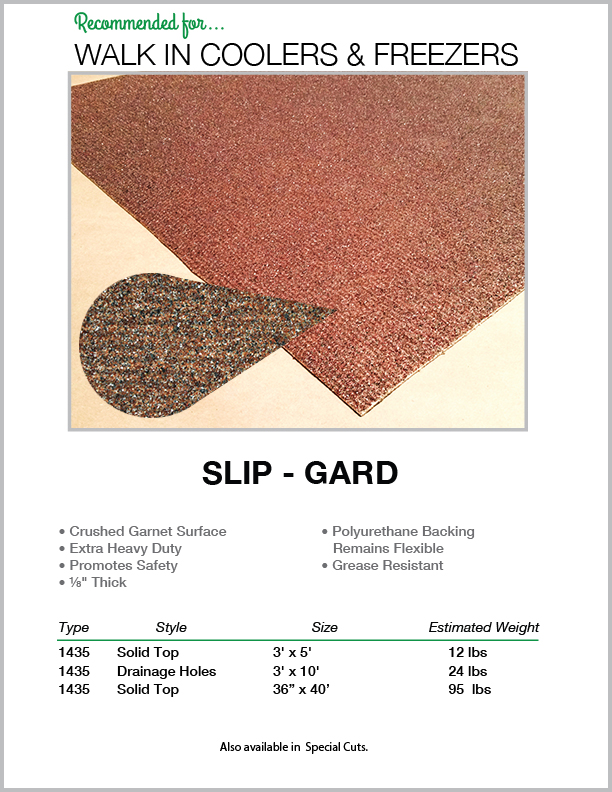 Recommended for...
WALK IN COOLERS & FREEZERS
SLIP - GARD
• Crushed Garnet Surface
• Extra Heavy Duty
• Promotes Safety
• ⅛" Thick
• Polyurethane Backing
Remains Flexible
• Grease Resistant
Type Style Size Estimated Weight
1435 Solid Top 3' x 5' 12 lbs
1435 Drainage Holes 3' x 10' 24 lbs
1435 Solid Top 36” x 40’ 95 lbs
Also available in Special Cuts.